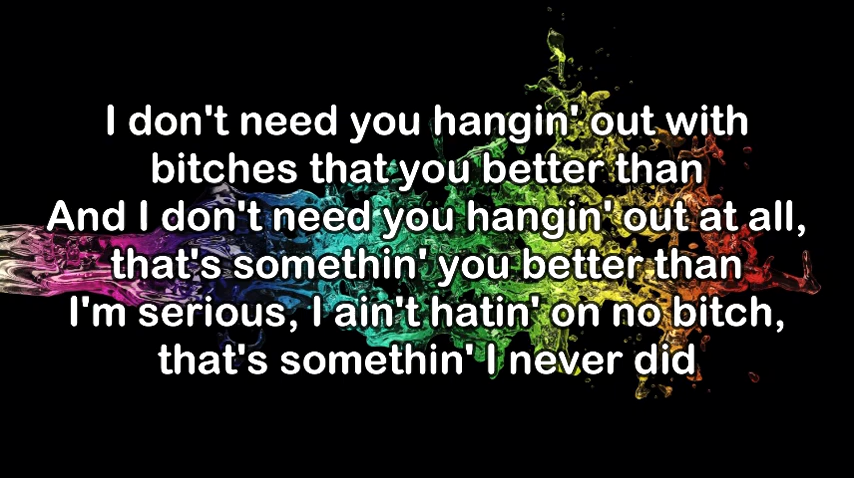 I don't need you hangin' out with
bitches that you better than
And I don't need you hangin' out at all,
that's somethin' you better than
I'm serious, I ain't hatin' on no bitch,
that's somethin' I never did